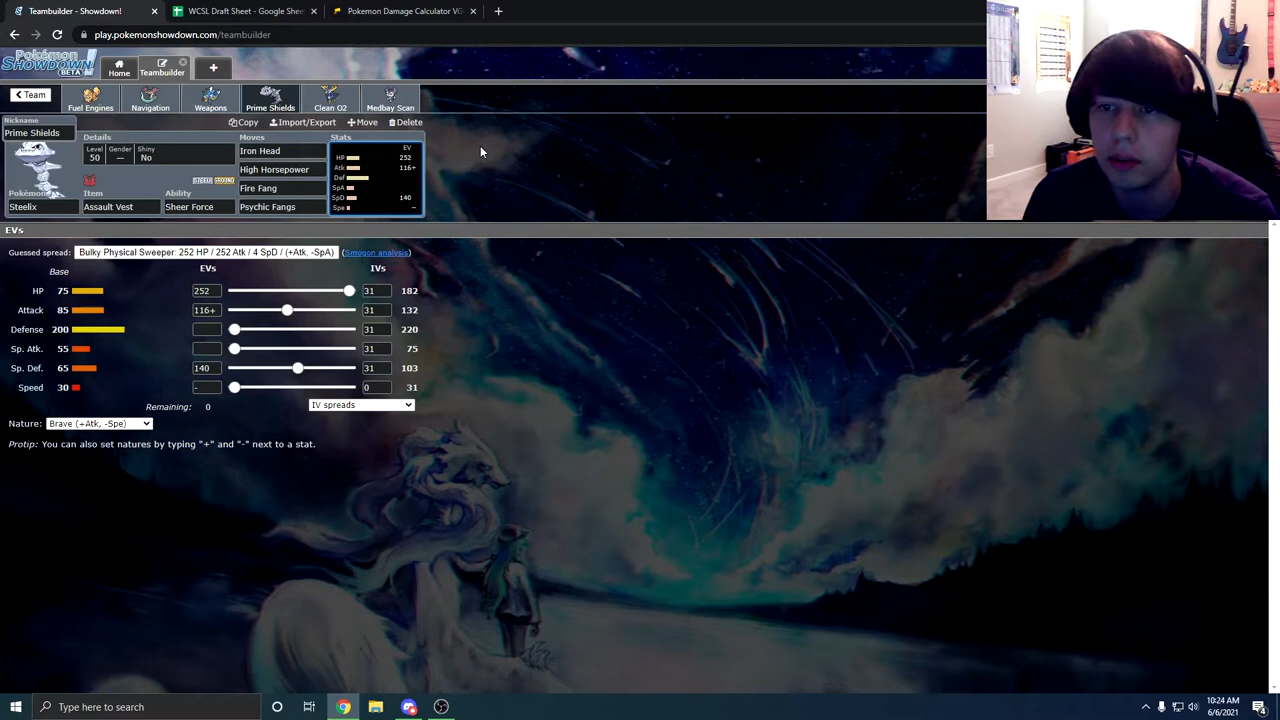 Teambuilder - Showdown!
WCSL Draft Sheet - Google Shee
Pokemon Damage Calculator VG
play.pokemonshowdown.com/teambuilder
Pokémon
SHOWDOWN
BETA
Home
Teambuilder
Team
Fuel Engines
Navigation
Weapons
Prime Shields
Clean O2
Medbay Scan
Copy
Import/Export
Move
Delete
Nickname
Prime Shields
Details
Level Gender Shiny
50 — No
Pokémon
Steelix
Item
Assault Vest
STEEL GROUND
Ability
Sheer Force
Moves
Iron Head
High Horsepower
Fire Fang
Psychic Fangs
Stats
EV
HP 252
Atk 116+
Def
SpA
SpD 140
Spe –
EVs
Guessed spread: Bulky Physical Sweeper: 252 HP / 252 Atk / 4 SpD / (+Atk, -SpA) (Smogon analysis)
Base EVs IVs
HP 75 252 31 182
Attack 85 116+ 31 132
Defense 200 31 220
Sp. Atk. 55 31 75
Sp. Def. 65 140 31 103
Speed 30 - 0 31
Remaining: 0 IV spreads
Nature: Brave (+Atk, -Spe)
Protip: You can also set natures by typing "+" and "-" next to a stat.
Type here to search
10:24 AM
6/6/2021
4